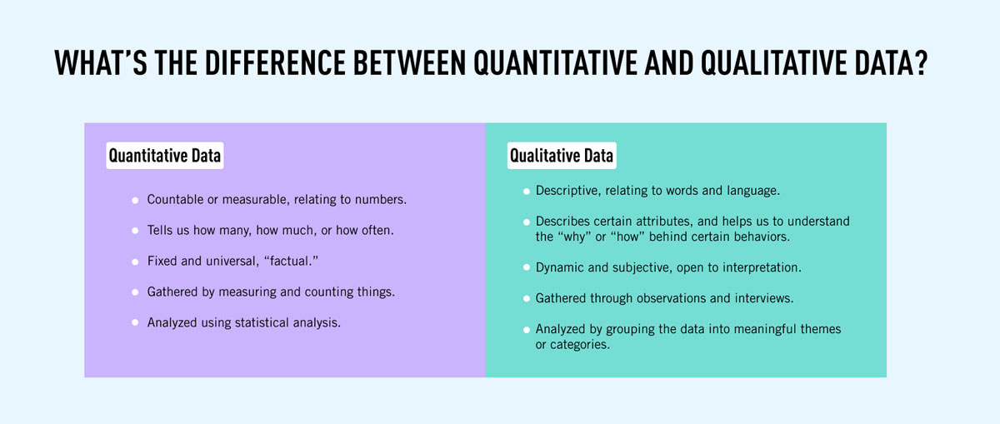 WHAT'S THE DIFFERENCE BETWEEN QUANTITATIVE AND QUALITATIVE DATA?
Quantitative Data
Countable or measurable, relating to numbers.
Tells us how many, how much, or how often.
Fixed and universal, “factual.”
Gathered by measuring and counting things.
Analyzed using statistical analysis.
Qualitative Data
Descriptive, relating to words and language.
Describes certain attributes, and helps us to understand
the “why” or “how” behind certain behaviors.
Dynamic and subjective, open to interpretation.
Gathered through observations and interviews.
Analyzed by grouping the data into meaningful themes
or categories.